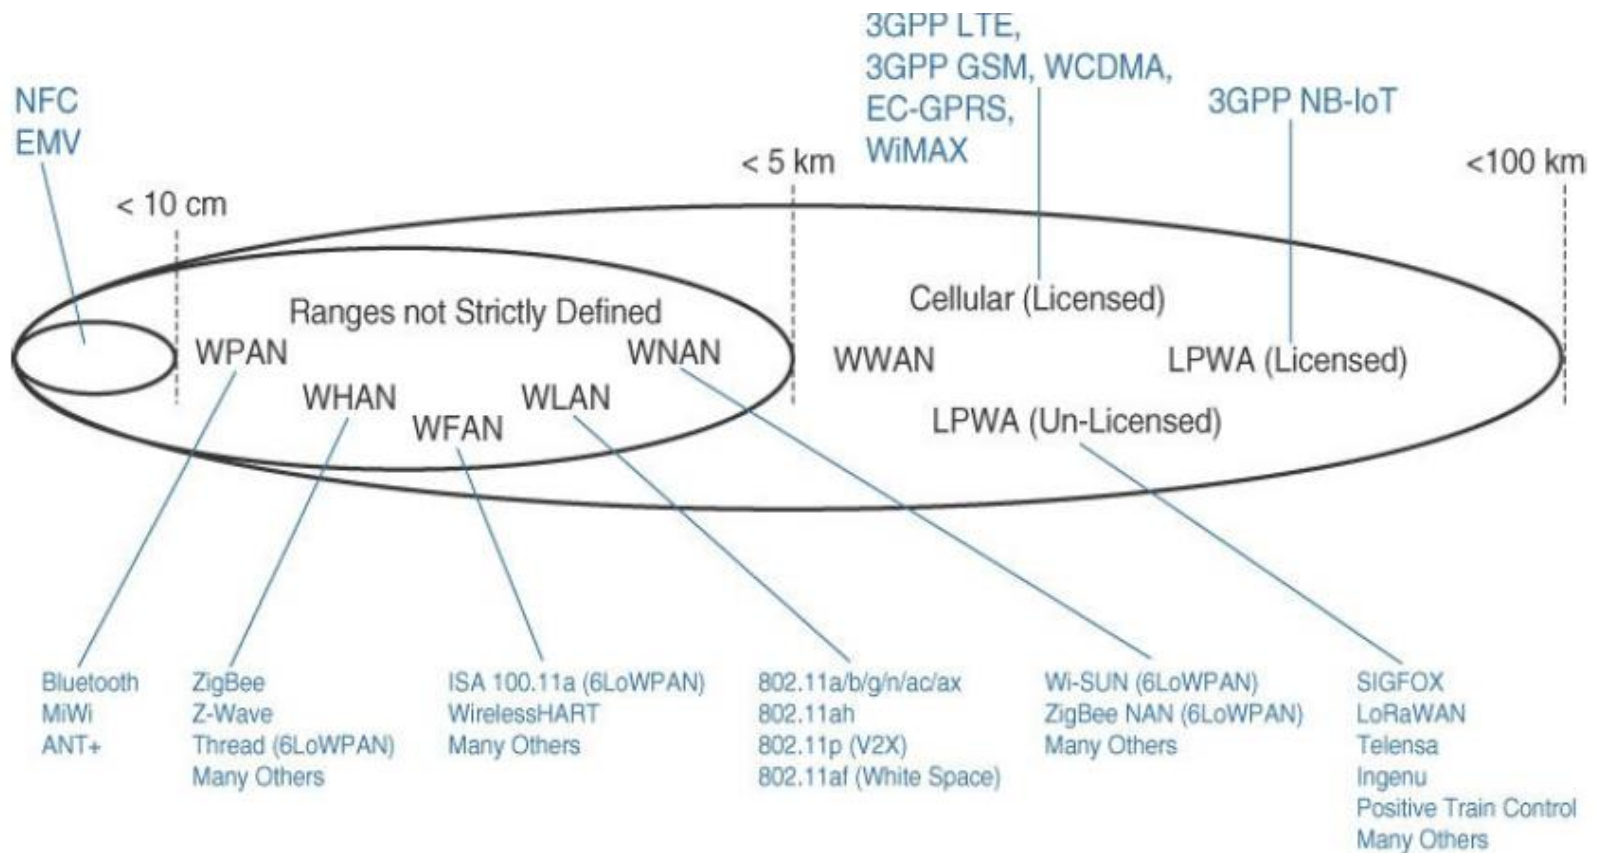 3GPP LTE,
3GPP GSM, WCDMA,
EC-GPRS,
WiMAX
NFC
EMV
3GPP NB-IoT
< 10 cm
< 5 km
<100 km
Ranges not Strictly Defined
WPAN
WHAN
WFAN
WLAN
WNAN
Cellular (Licensed)
WWAN
LPWA (Licensed)
LPWA (Un-Licensed)
Bluetooth
MiWi
ANT+
ZigBee
Z-Wave
Thread (6LoWPAN)
Many Others
ISA 100.11a (6LoWPAN)
WirelessHART
Many Others
802.11a/b/g/n/ac/ax
802.11ah
802.11p (V2X)
802.11af (White Space)
Wi-SUN (6LoWPAN)
ZigBee NAN (6LoWPAN)
Many Others
SIGFOX
LoRaWAN
Telensa
Ingenu
Positive Train Control
Many Others